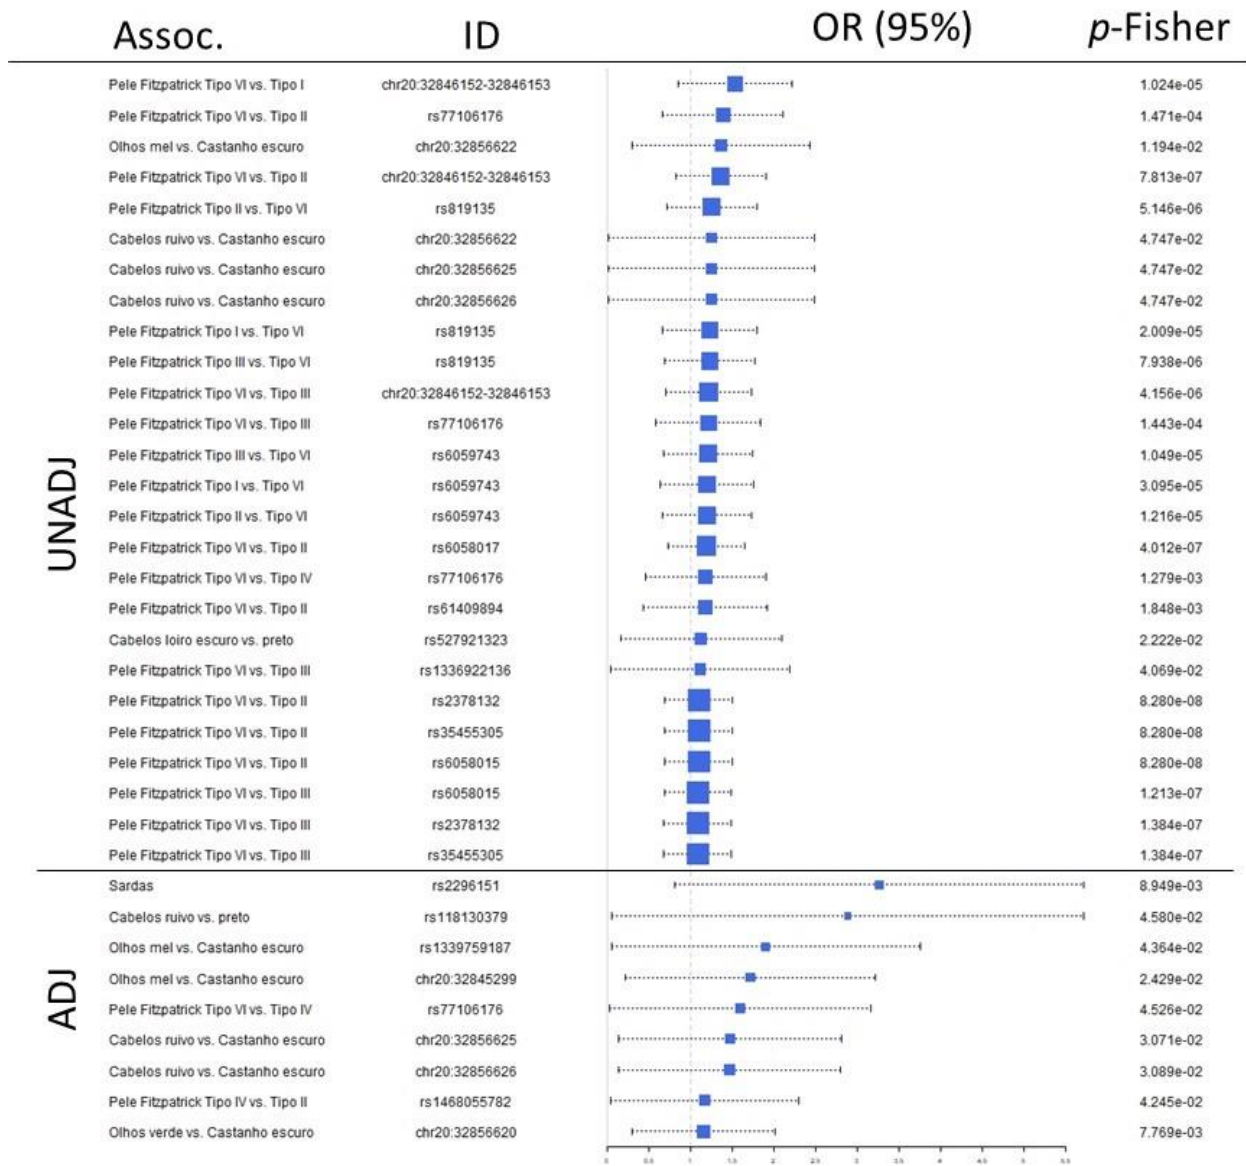 Assoc. ID OR (95%) p-Fisher
Pele Fitzpatrick Tipo VI vs. Tipo I chr20:32846152-32846153 1.024e-05
Pele Fitzpatrick Tipo VI vs. Tipo II rs77106176 1.471e-04
Olhos mel vs. Castanho escuro chr20:32856622 1.194e-02
Pele Fitzpatrick Tipo VI vs. Tipo II chr20:32846152-32846153 7.813e-07
Pele Fitzpatrick Tipo II vs. Tipo VI rs819135 5.146e-06
Cabelos ruivo vs. Castanho escuro chr20:32856622 4.747e-02
Cabelos ruivo vs. Castanho escuro chr20:32856625 4.747e-02
Cabelos ruivo vs. Castanho escuro chr20:32856626 4.747e-02
Pele Fitzpatrick Tipo I vs. Tipo VI rs819135 2.009e-05
Pele Fitzpatrick Tipo III vs. Tipo VI rs819135 7.938e-06
Pele Fitzpatrick Tipo VI vs. Tipo III chr20:32846152-32846153 4.156e-06
Pele Fitzpatrick Tipo VI vs. Tipo III rs77106176 1.443e-04
Pele Fitzpatrick Tipo III vs. Tipo VI rs6059743 1.049e-05
Pele Fitzpatrick Tipo I vs. Tipo VI rs6059743 3.095e-05
Pele Fitzpatrick Tipo II vs. Tipo VI rs6059743 1.216e-05
Pele Fitzpatrick Tipo VI vs. Tipo II rs6058017 4.012e-07
Pele Fitzpatrick Tipo VI vs. Tipo IV rs77106176 1.279e-03
Pele Fitzpatrick Tipo VI vs. Tipo II rs61409894 1.848e-03
Cabelos loiro escuro vs. preto rs527921323 2.222e-02
Pele Fitzpatrick Tipo VI vs. Tipo III rs1336922136 4.069e-02
Pele Fitzpatrick Tipo VI vs. Tipo II rs2378132 8.280e-08
Pele Fitzpatrick Tipo VI vs. Tipo II rs35455305 8.280e-08
Pele Fitzpatrick Tipo VI vs. Tipo II rs6058015 8.280e-08
Pele Fitzpatrick Tipo VI vs. Tipo III rs6058015 1.213e-07
Pele Fitzpatrick Tipo VI vs. Tipo III rs2378132 1.384e-07
Pele Fitzpatrick Tipo VI vs. Tipo III rs35455305 1.384e-07
UNADJ
Sardas rs2296151 8.949e-03
Cabelos ruivo vs. preto rs118130379 4.580e-02
Olhos mel vs. Castanho escuro rs1339759187 4.364e-02
Olhos mel vs. Castanho escuro chr20:32845299 2.429e-02
Pele Fitzpatrick Tipo VI vs. Tipo IV rs77106176 4.526e-02
Cabelos ruivo vs. Castanho escuro chr20:32856625 3.071e-02
Cabelos ruivo vs. Castanho escuro chr20:32856626 3.089e-02
Pele Fitzpatrick Tipo IV vs. Tipo II rs1468055782 4.245e-02
Olhos verde vs. Castanho escuro chr20:32856620 7.769e-03
ADJ
0 0.5 1 1.5 2 2.5 3 3.5 4 4.5 5 5.5